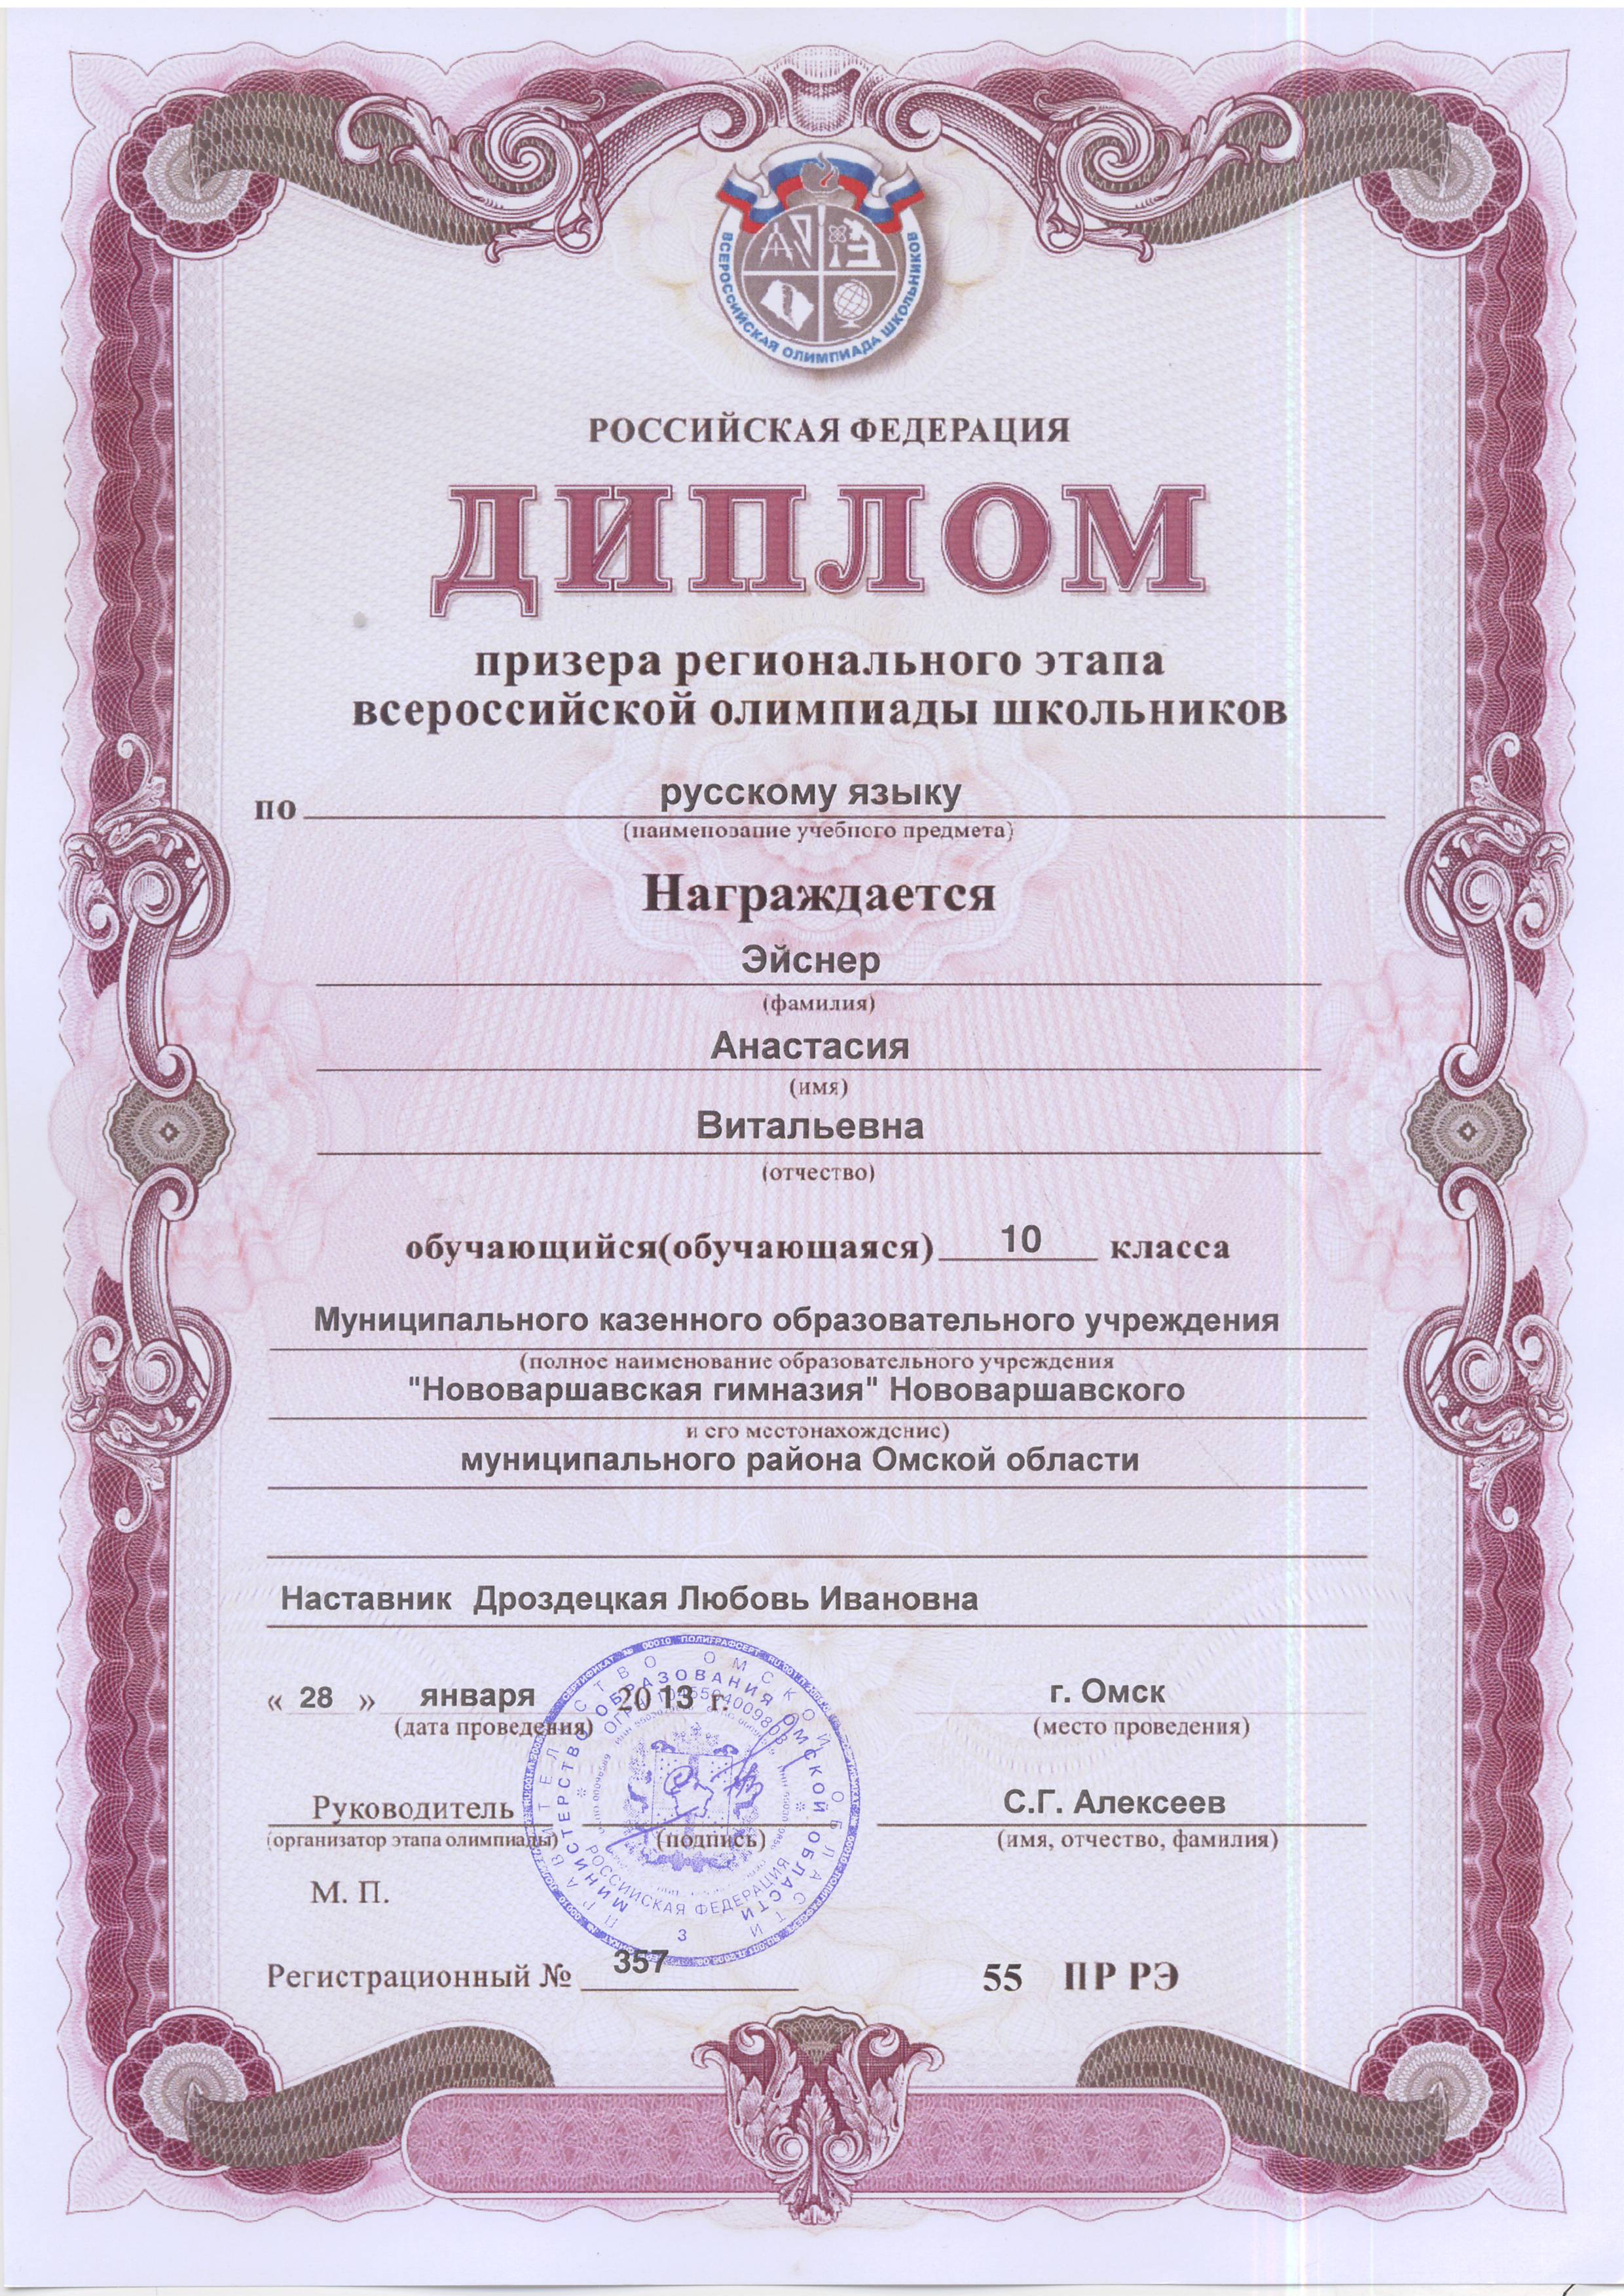 ВСЕРОССИЙСКАЯ ОЛИМПИАДА ШКОЛЬНИКОВ
РОССИЙСКАЯ ФЕДЕРАЦИЯ
ДИПЛОМ
призера регионального этапа
всероссийской олимпиады школьников
по русскому языку
(наименование учебного предмета)
Награждается
Эйснер
(фамилия)
Анастасия
(имя)
Витальевна
(отчество)
обучающийся(обучающаяся) 10 класса
Муниципального казенного образовательного учреждения
(полное наименование образовательного учреждения
"Нововаршавская гимназия" Нововаршавского
и его местонахождение)
муниципального района Омской области
Наставник Дроздецкая Любовь Ивановна
« 28 » января 2013 г. г. Омск
(дата проведения) (место проведения)
Руководитель С.Г. Алексеев
(организатор этапа олимпиады) (подпись) (имя, отчество, фамилия)
М. П.
Регистрационный № 357 55 ПР РЭ
ПРАВИТЕЛЬСТВО ОМСКОЙ ОБЛАСТИ
МИНИСТЕРСТВО ОБРАЗОВАНИЯ ОМСКОЙ ОБЛАСТИ
РОССИЙСКАЯ ФЕДЕРАЦИЯ
3